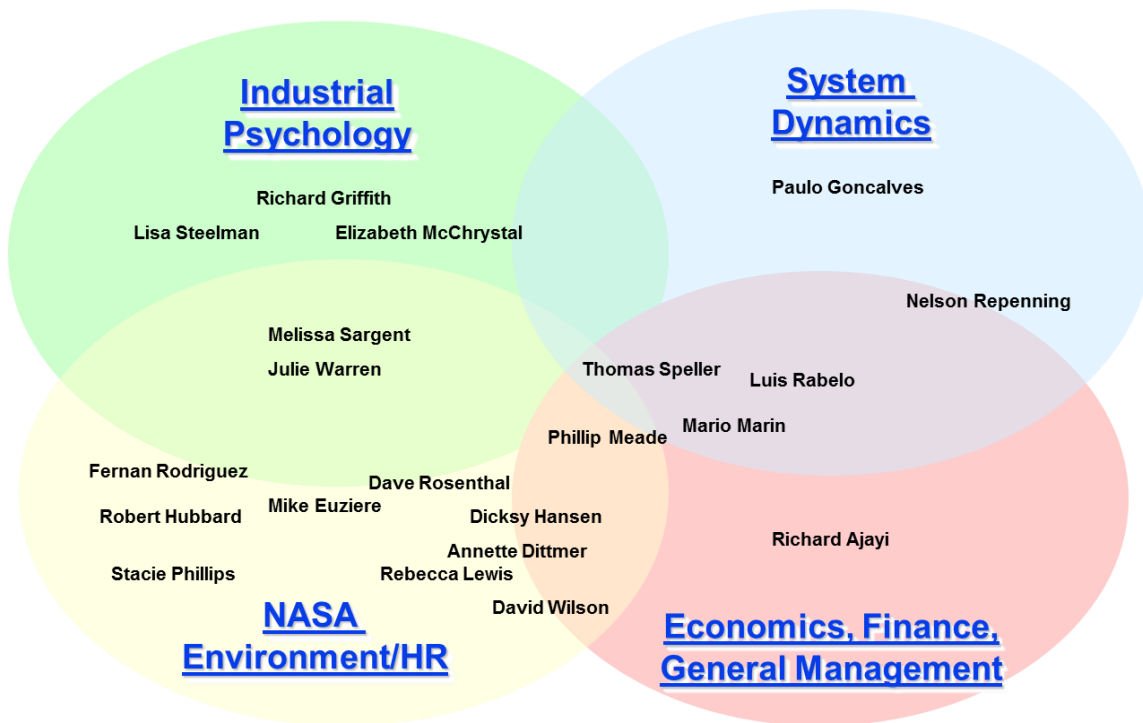 Industrial
Psychology
System
Dynamics
Richard Griffith
Lisa Steelman
Elizabeth McChrystal
Paulo Goncalves
Nelson Repenning
Melissa Sargent
Julie Warren
Thomas Speller
Luis Rabelo
Mario Marin
Phillip Meade
Fernan Rodriguez
Dave Rosenthal
Mike Euziere
Robert Hubbard
Dicksy Hansen
Annette Dittmer
Richard Ajayi
Stacie Phillips
Rebecca Lewis
David Wilson
NASA
Environment/HR
Economics, Finance,
General Management